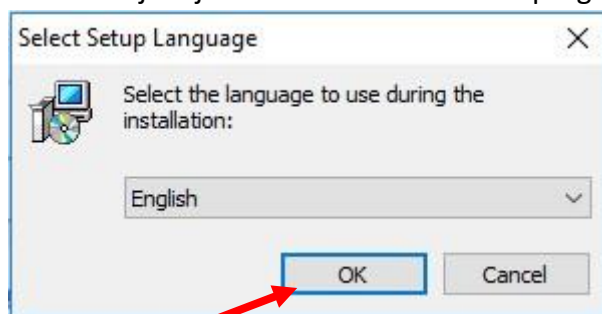 Select Setup Language
Select the language to use during the
installation:
English
OK
Cancel